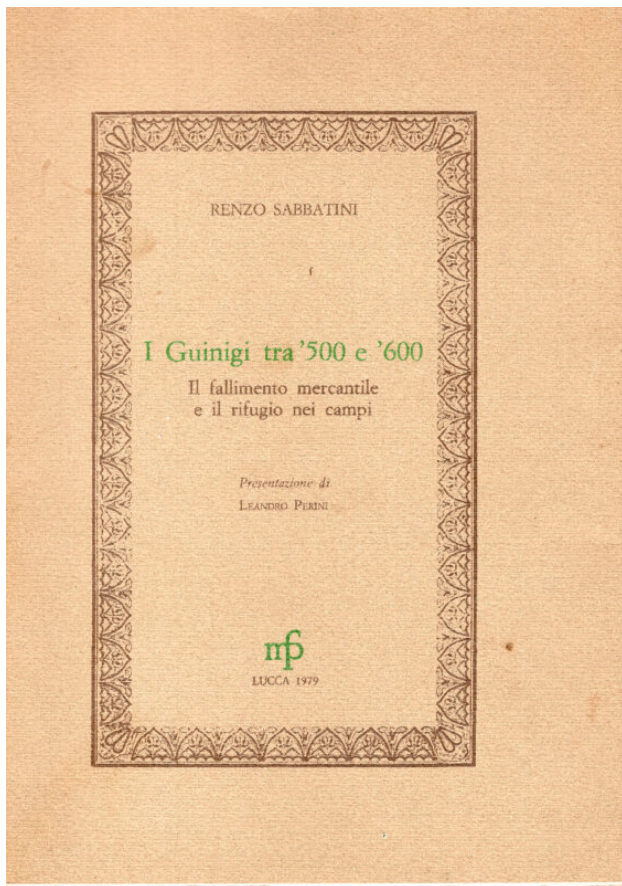 RENZO SABBATINI
I Guinigi tra '500 e '600
Il fallimento mercantile
e il rifugio nei campi
Presentazione di
LEANDRO PERINI
mp
LUCCA 1979